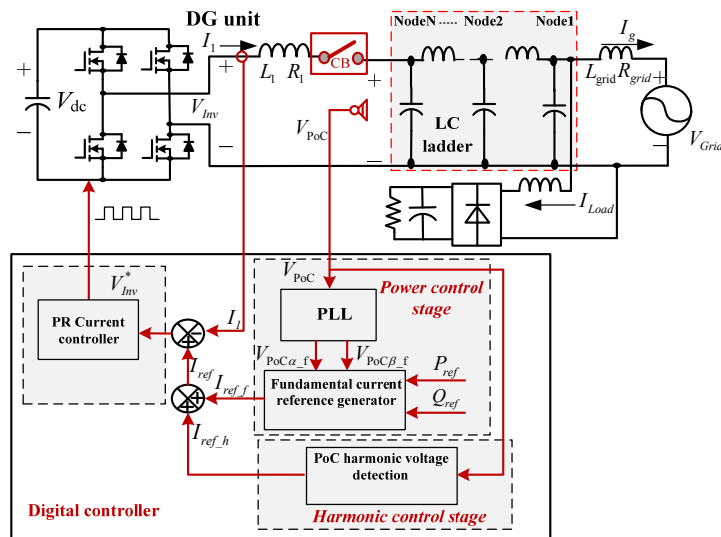 DG unit
NodeN ----- Node2 Node1
I_1
I_g
L_1 R_1
CB
L_grid R_grid
+
+
+
+
V_dc
V_Inv
V_PoC
LC
ladder
V_Grid
−
−
−
−
I_Load
V_PoC
Power control
stage
V*_Inv
PLL
PR Current
controller
−
I_1
V_PoCα_f V_PoCβ_f
I_ref
P_ref
I_ref_f
Fundamental current
reference generator
+
Q_ref
I_ref_h
PoC harmonic voltage
detection
Digital controller
Harmonic control stage